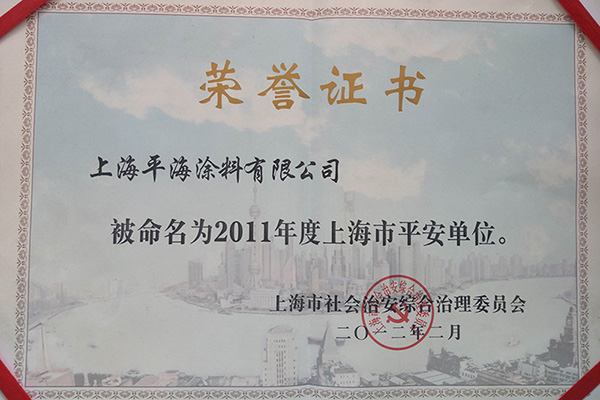 荣誉证书
上海平海涂料有限公司
被命名为2011年度上海市平安单位。
上海市社会治安综合治理委员会
二〇一二年二月